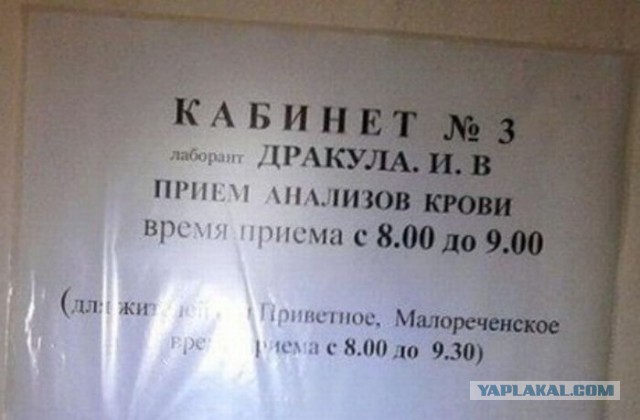 КАБИНЕТ № 3
лаборант ДРАКУЛА. И. В
ПРИЕМ АНАЛИЗОВ КРОВИ
время приема с 8.00 до 9.00
(для Приветное, Малореченское
с 8.00 до 9.30)
YAPLAKAL.COM